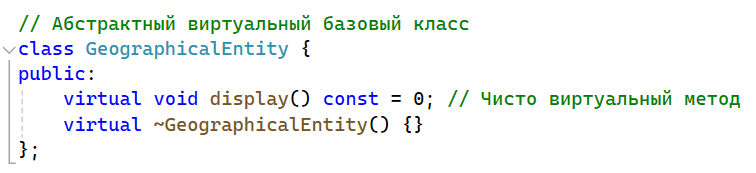 // Абстрактный виртуальный базовый класс
class GeographicalEntity {
public:
    virtual void display() const = 0; // Чисто виртуальный метод
    virtual ~GeographicalEntity() {}
};